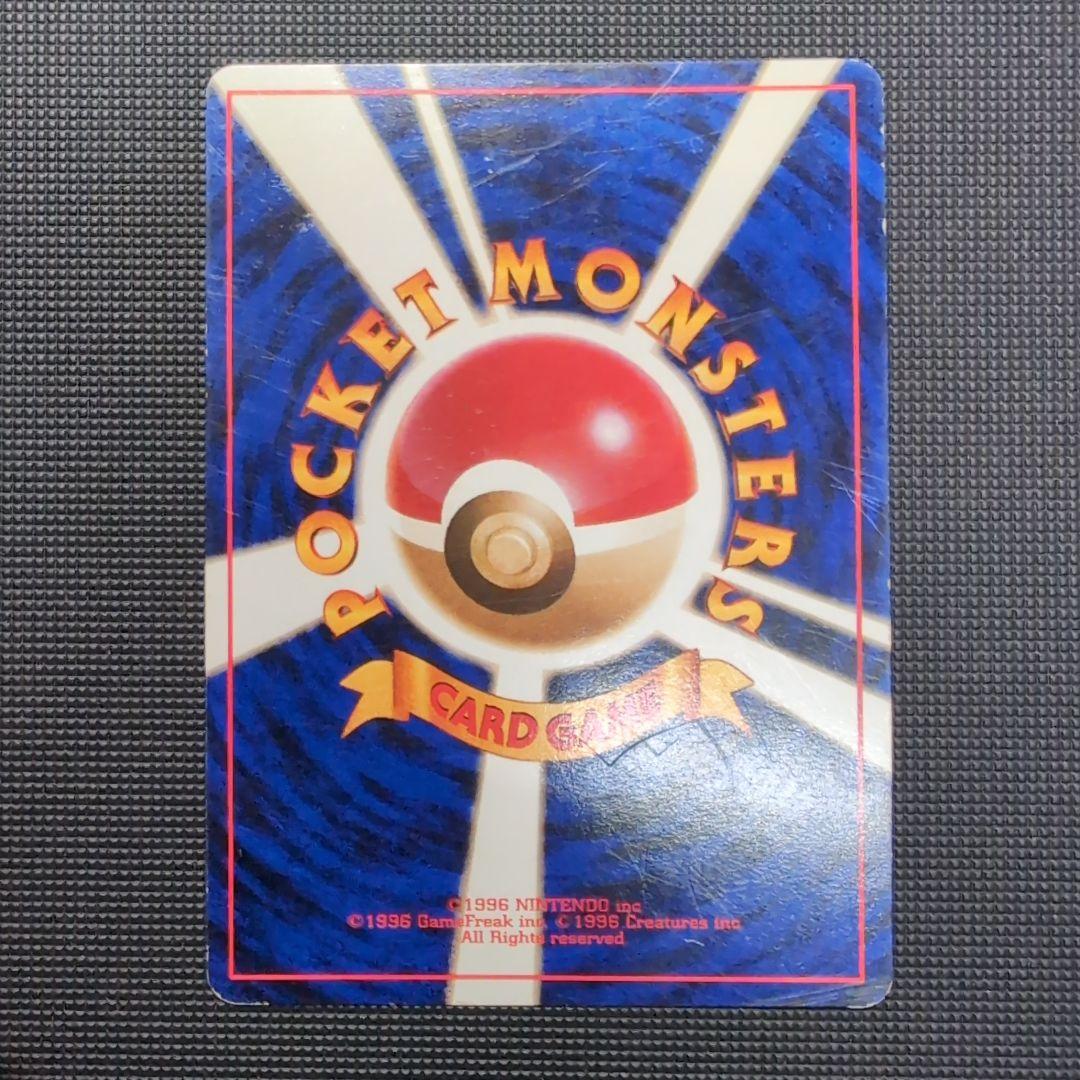 POCKET MONSTERS
CARD GAME
©1996 NINTENDO inc
©1996 GameFreak inc. ©1996 Creatures inc
All Rights reserved